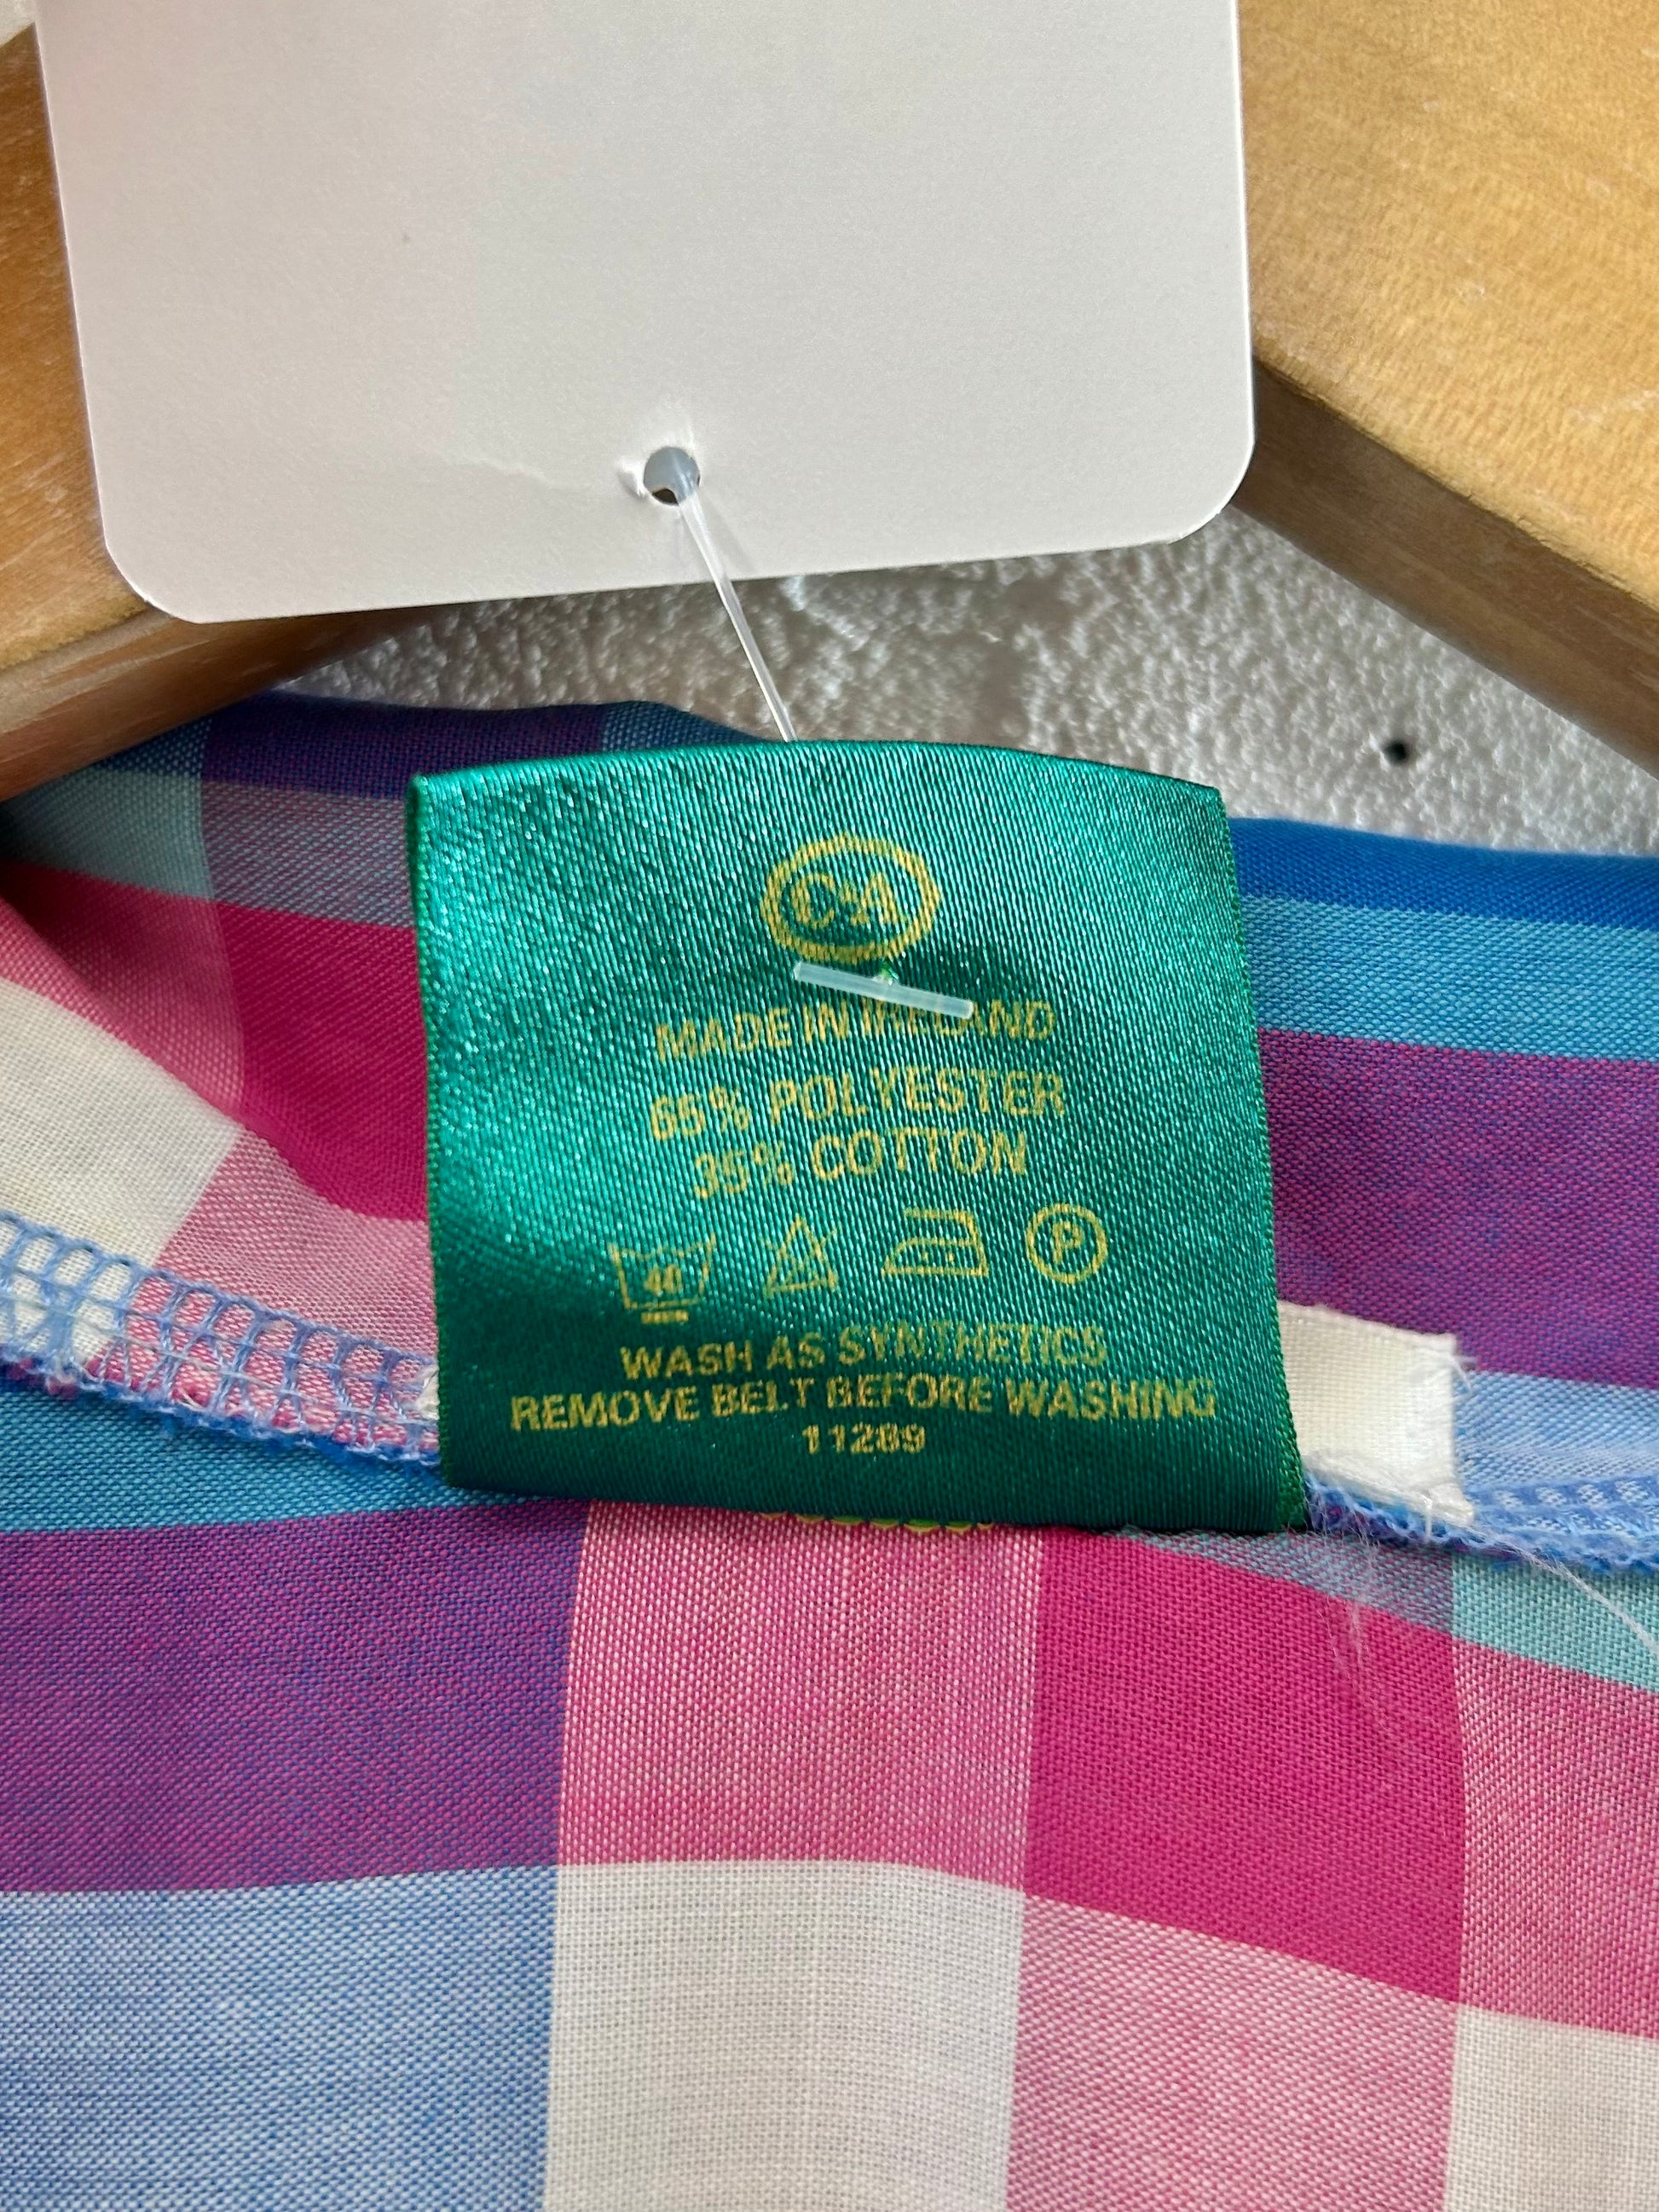 C&A
MADE IN IRELAND
65% POLYESTER
35% COTTON
40
P
WASH AS SYNTHETICS
REMOVE BELT BEFORE WASHING
11289